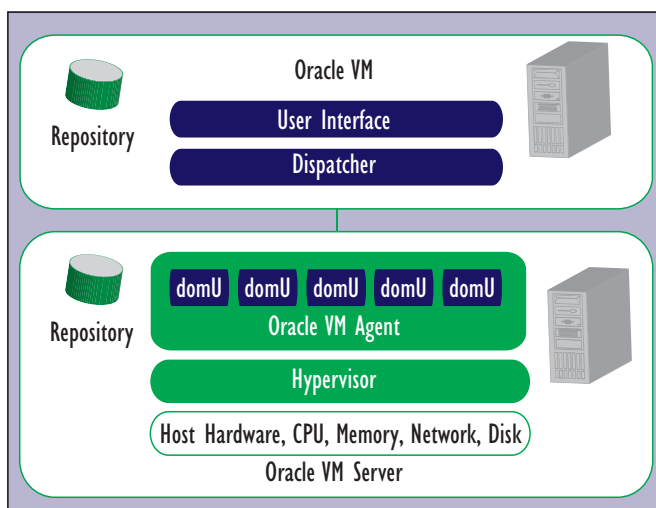 Oracle VM
Repository
User Interface
Dispatcher
domU domU domU domU domU
Oracle VM Agent
Repository
Hypervisor
Host Hardware, CPU, Memory, Network, Disk
Oracle VM Server